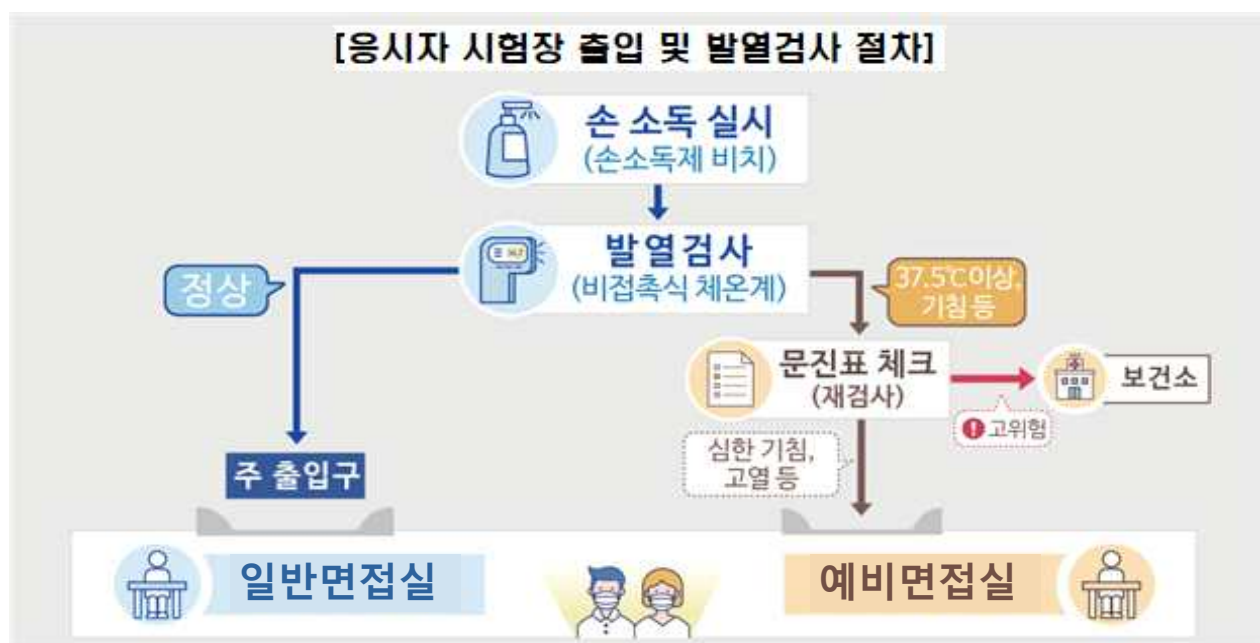 [응시자 시험장 출입 및 발열검사 절차]
손 소독 실시
(손소독제 비치)
발열검사
(비접촉식 체온계)
정상
37.5℃이상,
기침 등
문진표 체크
(재검사)
보건소
고위험
심한 기침,
고열 등
주 출입구
일반면접실
예비면접실